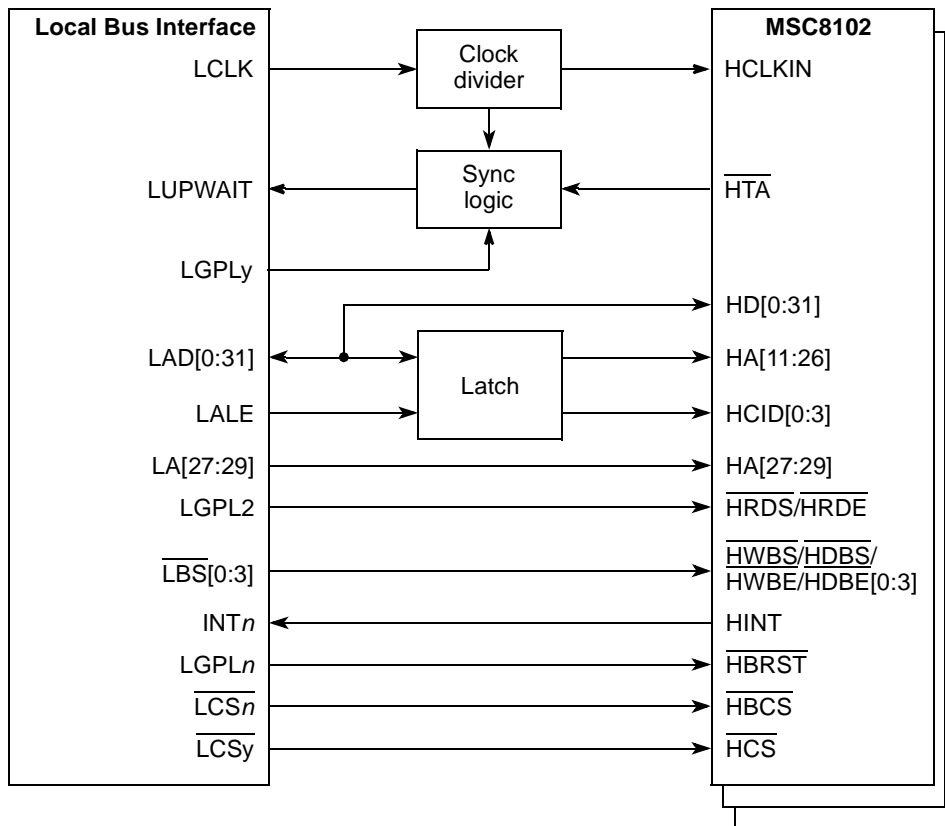 Local Bus Interface
MSC8102
LCLK
Clock
divider
HCLKIN
LUPWAIT
Sync
logic
HTA
LGPLy
HD[0:31]
LAD[0:31]
Latch
HA[11:26]
LALE
HCID[0:3]
LA[27:29]
HA[27:29]
LGPL2
HRDS/HRDE
LBS[0:3]
HWBS/HDBS/
HWBE/HDBE[0:3]
INTn
HINT
LGPLn
HBRST
LCSn
HBCS
LCSy
HCS